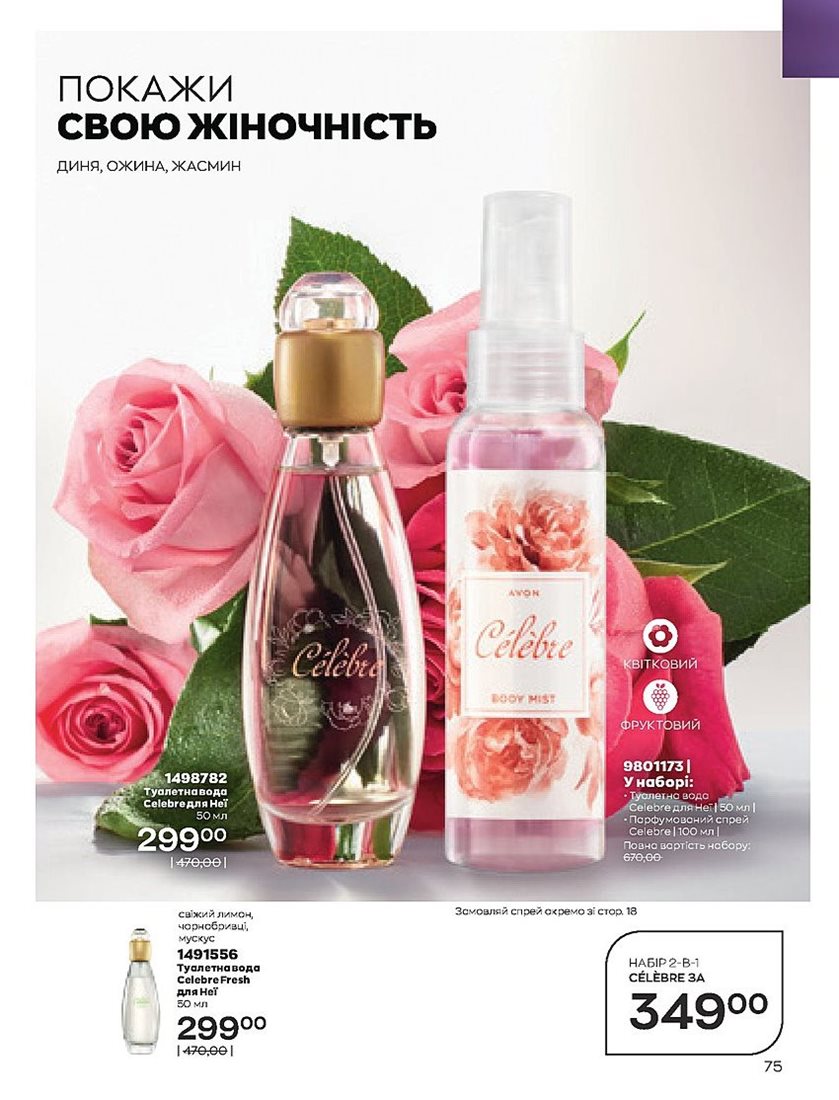 ПОКАЖИ
СВОЮ ЖІНОЧНІСТЬ
ДИНЯ, ОЖИНА, ЖАСМИН
Célèbre
AVON
Célèbre
BODY MIST
КВІТКОВИЙ
ФРУКТОВИЙ
1498782
Туалетна вода
Celebre для Неї
50 мл
29900
|470,00|
9801173 |
У наборі:
• Туалетна вода
Celebre для Неї | 50 мл |
• Парфумований спрей
Celebre | 100 мл |
Повна вартість набору:
670,00
Замовляй спрей окремо зі стор. 18
свіжий лимон,
чорнобривці,
мускус
1491556
Туалетна вода
Celebre Fresh
для Неї
50 мл
29900
|470,00|
НАБІР 2-В-1
CÉLÈBRE ЗА
34900
75